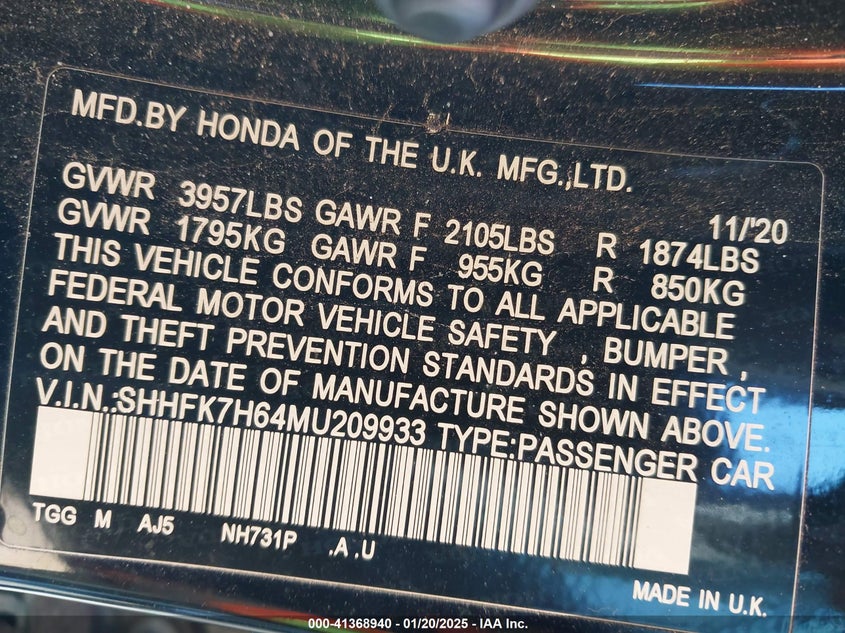 MFD.BY HONDA OF THE U.K. MFG.,LTD.
11/'20
GVWR 3957LBS GAWR F 2105LBS R 1874LBS
GVWR 1795KG GAWR F 955KG R 850KG
THIS VEHICLE CONFORMS TO ALL APPLICABLE
FEDERAL MOTOR VEHICLE SAFETY , BUMPER ,
AND THEFT PREVENTION STANDARDS IN EFFECT
ON THE DATE OF MANUFACTURE SHOWN ABOVE.
V.I.N.:SHHFK7H64MU209933 TYPE:PASSENGER CAR
TGG M AJ5 NH731P .A .U
MADE IN U.K.
000-41368940 - 01/20/2025 - IAA Inc.